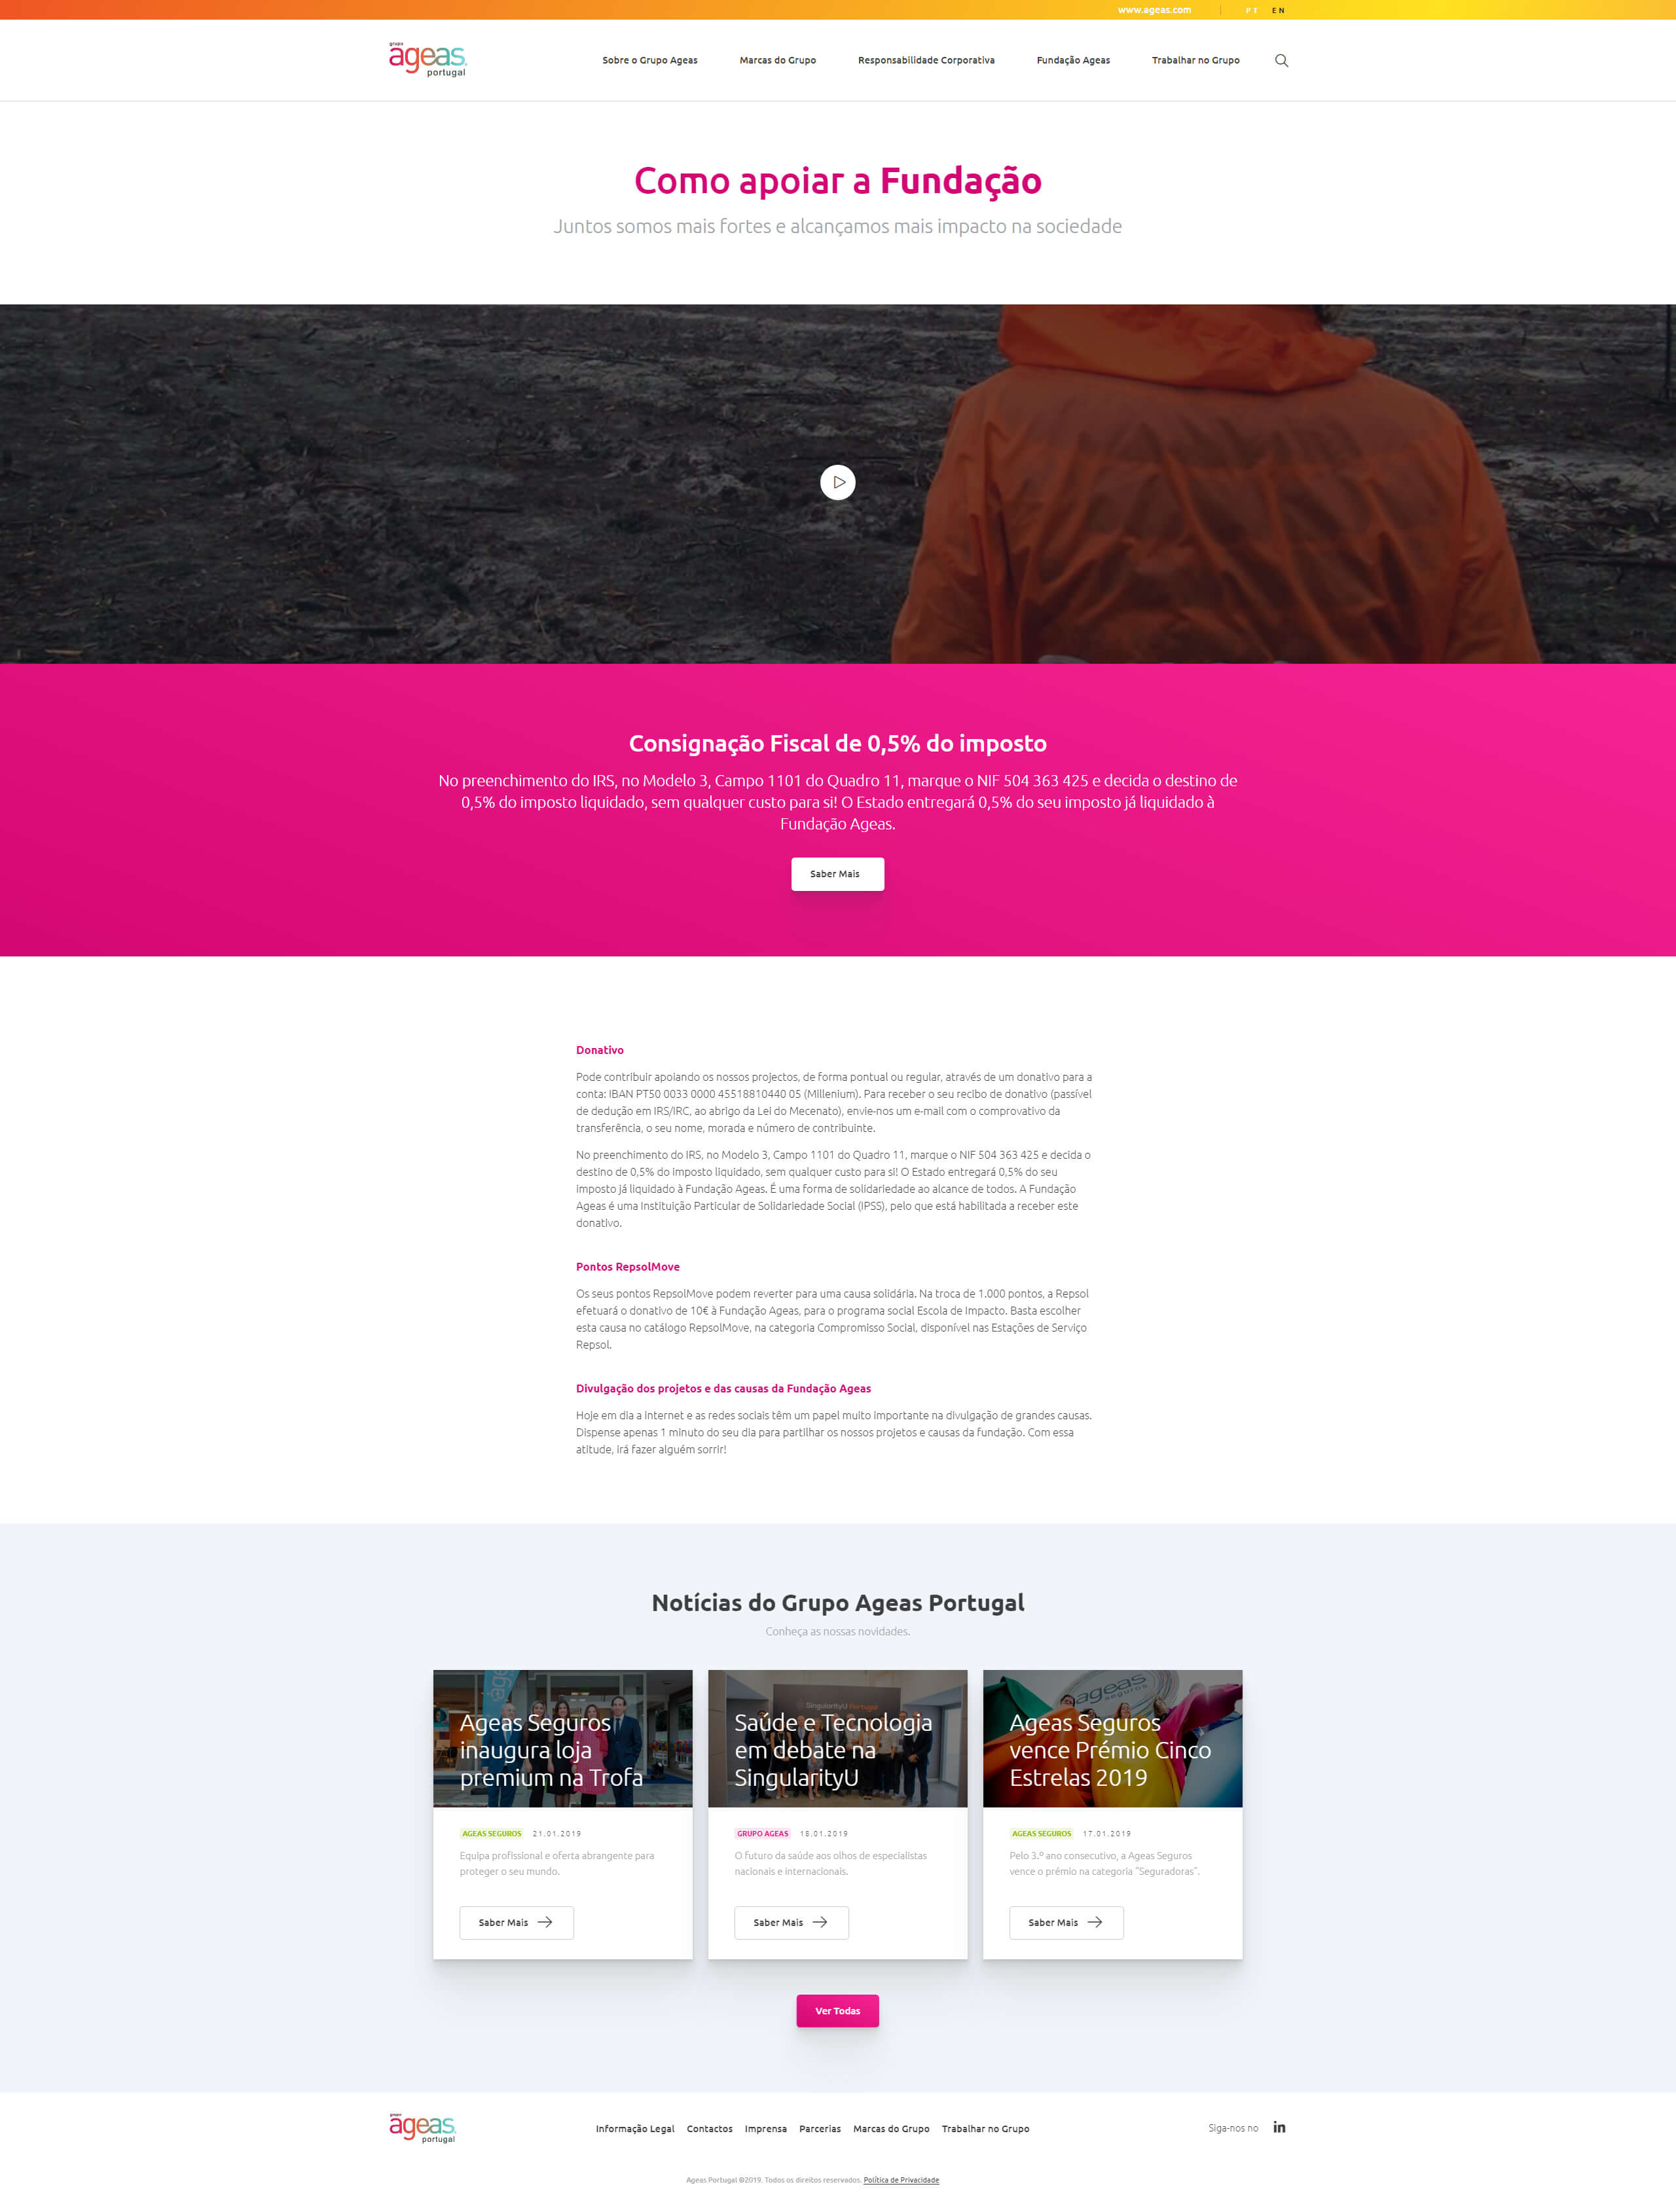 www.ageas.com | PT EN
grupo
ageas.
portugal
Sobre o Grupo Ageas Marcas do Grupo Responsabilidade Corporativa Fundação Ageas Trabalhar no Grupo
Como apoiar a Fundação
Juntos somos mais fortes e alcançamos mais impacto na sociedade
Consignação Fiscal de 0,5% do imposto
No preenchimento do IRS, no Modelo 3, Campo 1101 do Quadro 11, marque o NIF 504 363 425 e decida o destino de
0,5% do imposto liquidado, sem qualquer custo para si! O Estado entregará 0,5% do seu imposto já liquidado à
Fundação Ageas.
Saber Mais
Donativo
Pode contribuir apoiando os nossos projectos, de forma pontual ou regular, através de um donativo para a
conta: IBAN PT50 0033 0000 45518810440 05 (Millenium). Para receber o seu recibo de donativo (passível
de dedução em IRS/IRC, ao abrigo da Lei do Mecenato), envie-nos um e-mail com o comprovativo da
transferência, o seu nome, morada e número de contribuinte.
No preenchimento do IRS, no Modelo 3, Campo 1101 do Quadro 11, marque o NIF 504 363 425 e decida o
destino de 0,5% do imposto liquidado, sem qualquer custo para si! O Estado entregará 0,5% do seu
imposto já liquidado à Fundação Ageas. É uma forma de solidariedade ao alcance de todos. A Fundação
Ageas é uma Instituição Particular de Solidariedade Social (IPSS), pelo que está habilitada a receber este
donativo.
Pontos RepsolMove
Os seus pontos RepsolMove podem reverter para uma causa solidária. Na troca de 1.000 pontos, a Repsol
efetuará o donativo de 10€ à Fundação Ageas, para o programa social Escola de Impacto. Basta escolher
esta causa no catálogo RepsolMove, na categoria Compromisso Social, disponível nas Estações de Serviço
Repsol.
Divulgação dos projetos e das causas da Fundação Ageas
Hoje em dia a internet e as redes sociais têm um papel muito importante na divulgação de grandes causas.
Dispense apenas 1 minuto do seu dia para partilhar os nossos projetos e causas da fundação. Com essa
atitude, irá fazer alguém sorrir!
Notícias do Grupo Ageas Portugal
Conheça as nossas novidades.
Ageas Seguros
inaugura loja
premium na Trofa
AGEAS SEGUROS 21.01.2019
Equipa profissional e oferta abrangente para
proteger o seu mundo.
Saber Mais
SingularityU Portugal
Saúde e Tecnologia
em debate na
SingularityU
GRUPO AGEAS 18.01.2019
O futuro da saúde aos olhos de especialistas
nacionais e internacionais.
Saber Mais
ageas
seguros
Ageas Seguros
vence Prémio Cinco
Estrelas 2019
AGEAS SEGUROS 17.01.2019
Pelo 3.º ano consecutivo, a Ageas Seguros
vence o prémio na categoria "Seguradoras".
Saber Mais
Ver Todas
grupo
ageas.
portugal
Informação Legal Contactos Imprensa Parcerias Marcas do Grupo Trabalhar no Grupo
Siga-nos no in
Ageas Portugal ©2019. Todos os direitos reservados. Política de Privacidade